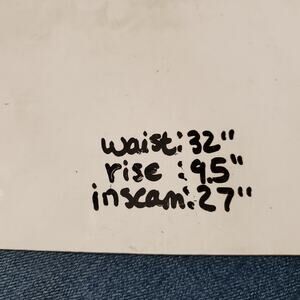 waist: 32"
rise : 9.5"
inseam: 27"